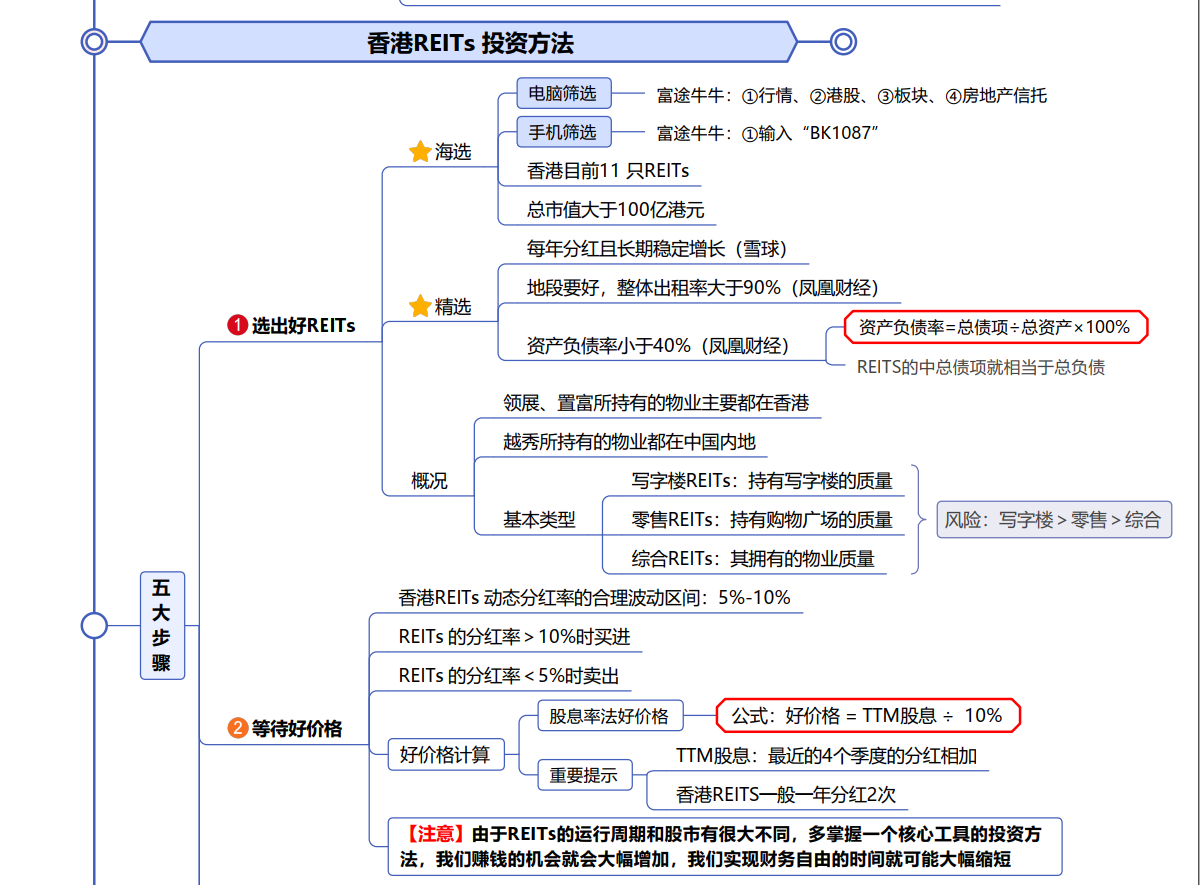 香港REITs 投资方法
电脑筛选
富途牛牛：①行情、②港股、③板块、④房地产信托
手机筛选
富途牛牛：①输入“BK1087”
海选
香港目前11 只REITs
总市值大于100亿港元
每年分红且长期稳定增长（雪球）
地段要好，整体出租率大于90%（凤凰财经）
精选
1 选出好REITs
资产负债率=总债项÷总资产×100%
资产负债率小于40%（凤凰财经）
REITS的中总债项就相当于总负债
领展、置富所持有的物业主要都在香港
越秀所持有的物业都在中国内地
概况
写字楼REITs：持有写字楼的质量
基本类型
零售REITs：持有购物广场的质量
风险：写字楼＞零售＞综合
综合REITs：其拥有的物业质量
五
大
步
骤
香港REITs 动态分红率的合理波动区间：5%-10%
REITs 的分红率＞10%时买进
REITs 的分红率＜5%时卖出
2 等待好价格
股息率法好价格
公式：好价格 = TTM股息 ÷ 10%
好价格计算
TTM股息：最近的4个季度的分红相加
重要提示
香港REITS一般一年分红2次
【注意】由于REITs的运行周期和股市有很大不同，多掌握一个核心工具的投资方
法，我们赚钱的机会就会大幅增加，我们实现财务自由的时间就可能大幅缩短